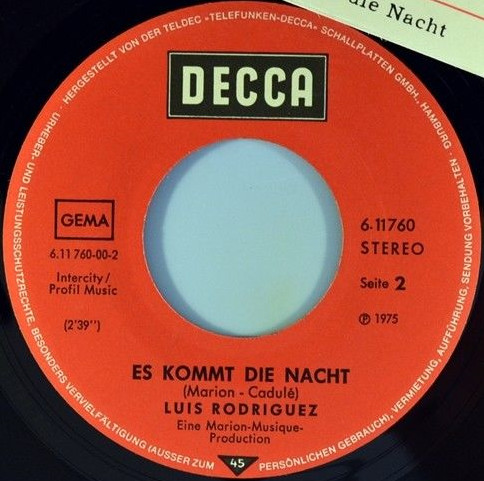 die Nacht
HERGESTELLT VON DER TELDEC »TELEFUNKEN-DECCA« SCHALLPLATTEN GMBH., HAMBURG ·
URHEBER- UND LEISTUNGSSCHUTZRECHTE, BESONDERS VERVIELFÄLTIGUNG (AUSSER ZUM PERSÖNLICHEN GEBRAUCH), VERMIETUNG, AUFFÜHRUNG, SENDUNG VORBEHALTEN ·
DECCA
GEMA
6.11 760-00-2
Intercity/
Profil Music
(2'39'')
6.11760
STEREO
Seite 2
Ⓟ 1975
ES KOMMT DIE NACHT
(Marion - Cadulé)
LUIS RODRIGUEZ
Eine Marion-Musique-
Production
45